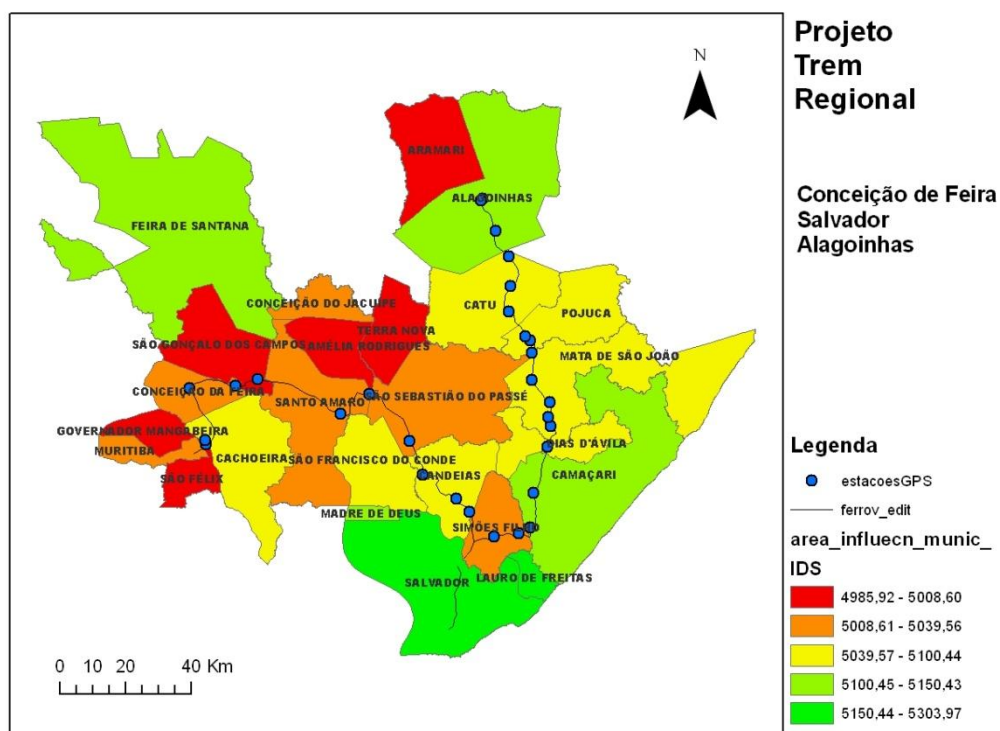 Projeto
Trem
Regional
N
Conceição de Feira
Salvador
Alagoinhas
ARAMARI
ALAGOINHAS
FEIRA DE SANTANA
CONCEIÇÃO DO JACUIPE
CATU
POJUCA
TERRA NOVA
SÃO GONÇALO DOS CAMPOS
AMÉLIA RODRIGUES
MATA DE SÃO JOÃO
CONCEIÇÃO DA FEIRA
SANTO AMARO
SÃO SEBASTIÃO DO PASSÉ
GOVERNADOR MANGABEIRA
MURITIBA
CACHOEIRA
SÃO FRANCISCO DO CONDE
DIAS D'ÁVILA
SÃO FÉLIX
CANDEIAS
CAMAÇARI
MADRE DE DEUS
SIMÕES FILHO
SALVADOR
LAURO DE FREITAS
0 10 20 40 Km
Legenda
estacoesGPS
ferrov_edit
area_influecn_munic_
IDS
4985,92 - 5008,60
5008,61 - 5039,56
5039,57 - 5100,44
5100,45 - 5150,43
5150,44 - 5303,97